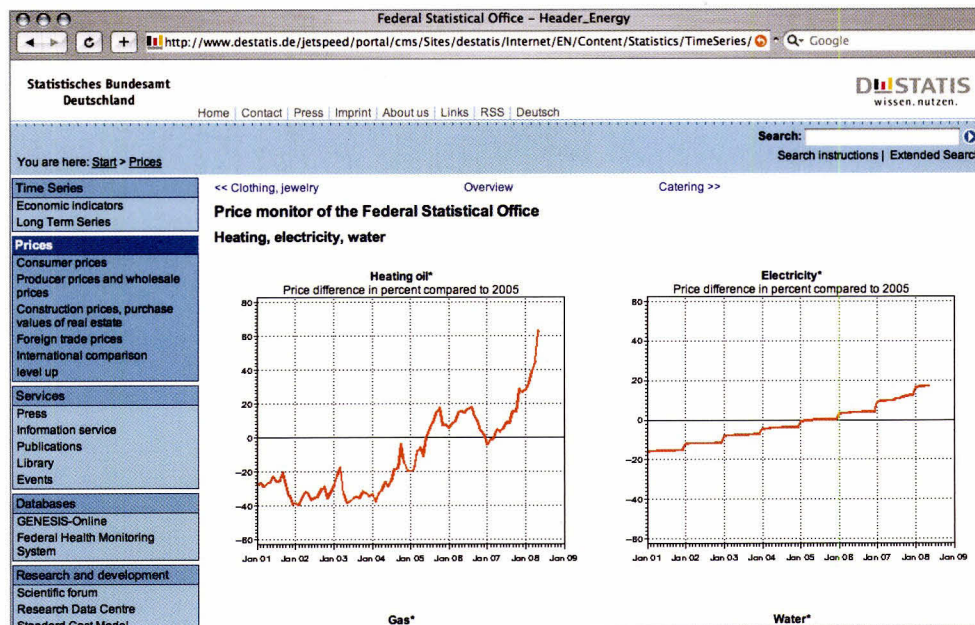 Federal Statistical Office – Header_Energy
http://www.destatis.de/jetspeed/portal/cms/Sites/destatis/Internet/EN/Content/Statistics/TimeSeries/
Google
Statistisches Bundesamt
Deutschland
DESTATIS
wissen.nutzen.
Home | Contact | Press | Imprint | About us | Links | RSS | Deutsch
Search:
You are here: Start > Prices
Search instructions | Extended Searc
Time Series
Economic indicators
Long Term Series
Prices
Consumer prices
Producer prices and wholesale
prices
Construction prices, purchase
values of real estate
Foreign trade prices
International comparison
level up
Services
Press
Information service
Publications
Library
Events
Databases
GENESIS-Online
Federal Health Monitoring
System
Research and development
Scientific forum
Research Data Centre
Standard Cost Model
<< Clothing, jewelry Overview Catering >>
Price monitor of the Federal Statistical Office
Heating, electricity, water
Heating oil*
Price difference in percent compared to 2005
80
60
40
20
0
−20
−40
−60
Jan 01 Jan 02 Jan 03 Jan 04 Jan 05 Jan 06 Jan 07 Jan 08 Jan 09
Electricity*
Price difference in percent compared to 2005
80
60
40
20
0
−20
−40
−60
Jan 01 Jan 02 Jan 03 Jan 04 Jan 05 Jan 06 Jan 07 Jan 08 Jan 09
Gas*
Water*